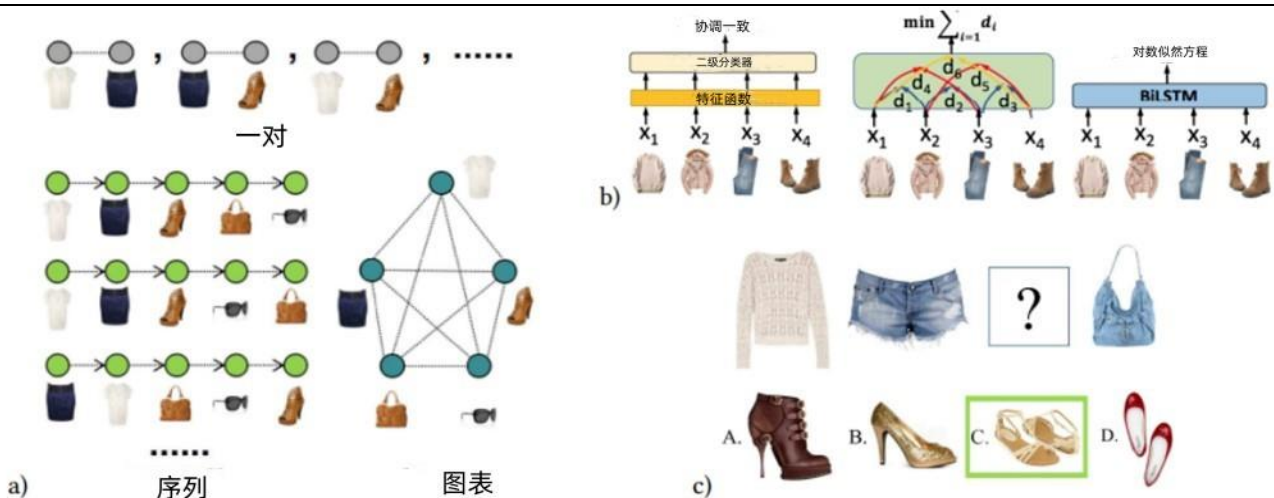 , , , ......
一对
......
序列
图表
a)
协调一致
二级分类器
特征函数
X₁ X₂ X₃ X₄
min ∑ᵢ₌₁ dᵢ
d₆
d₄ d₅
d₁ d₂ d₃
X₁ X₂ X₃ X₄
对数似然方程
BiLSTM
X₁ X₂ X₃ X₄
b)
?
A. B. C. D.
c)